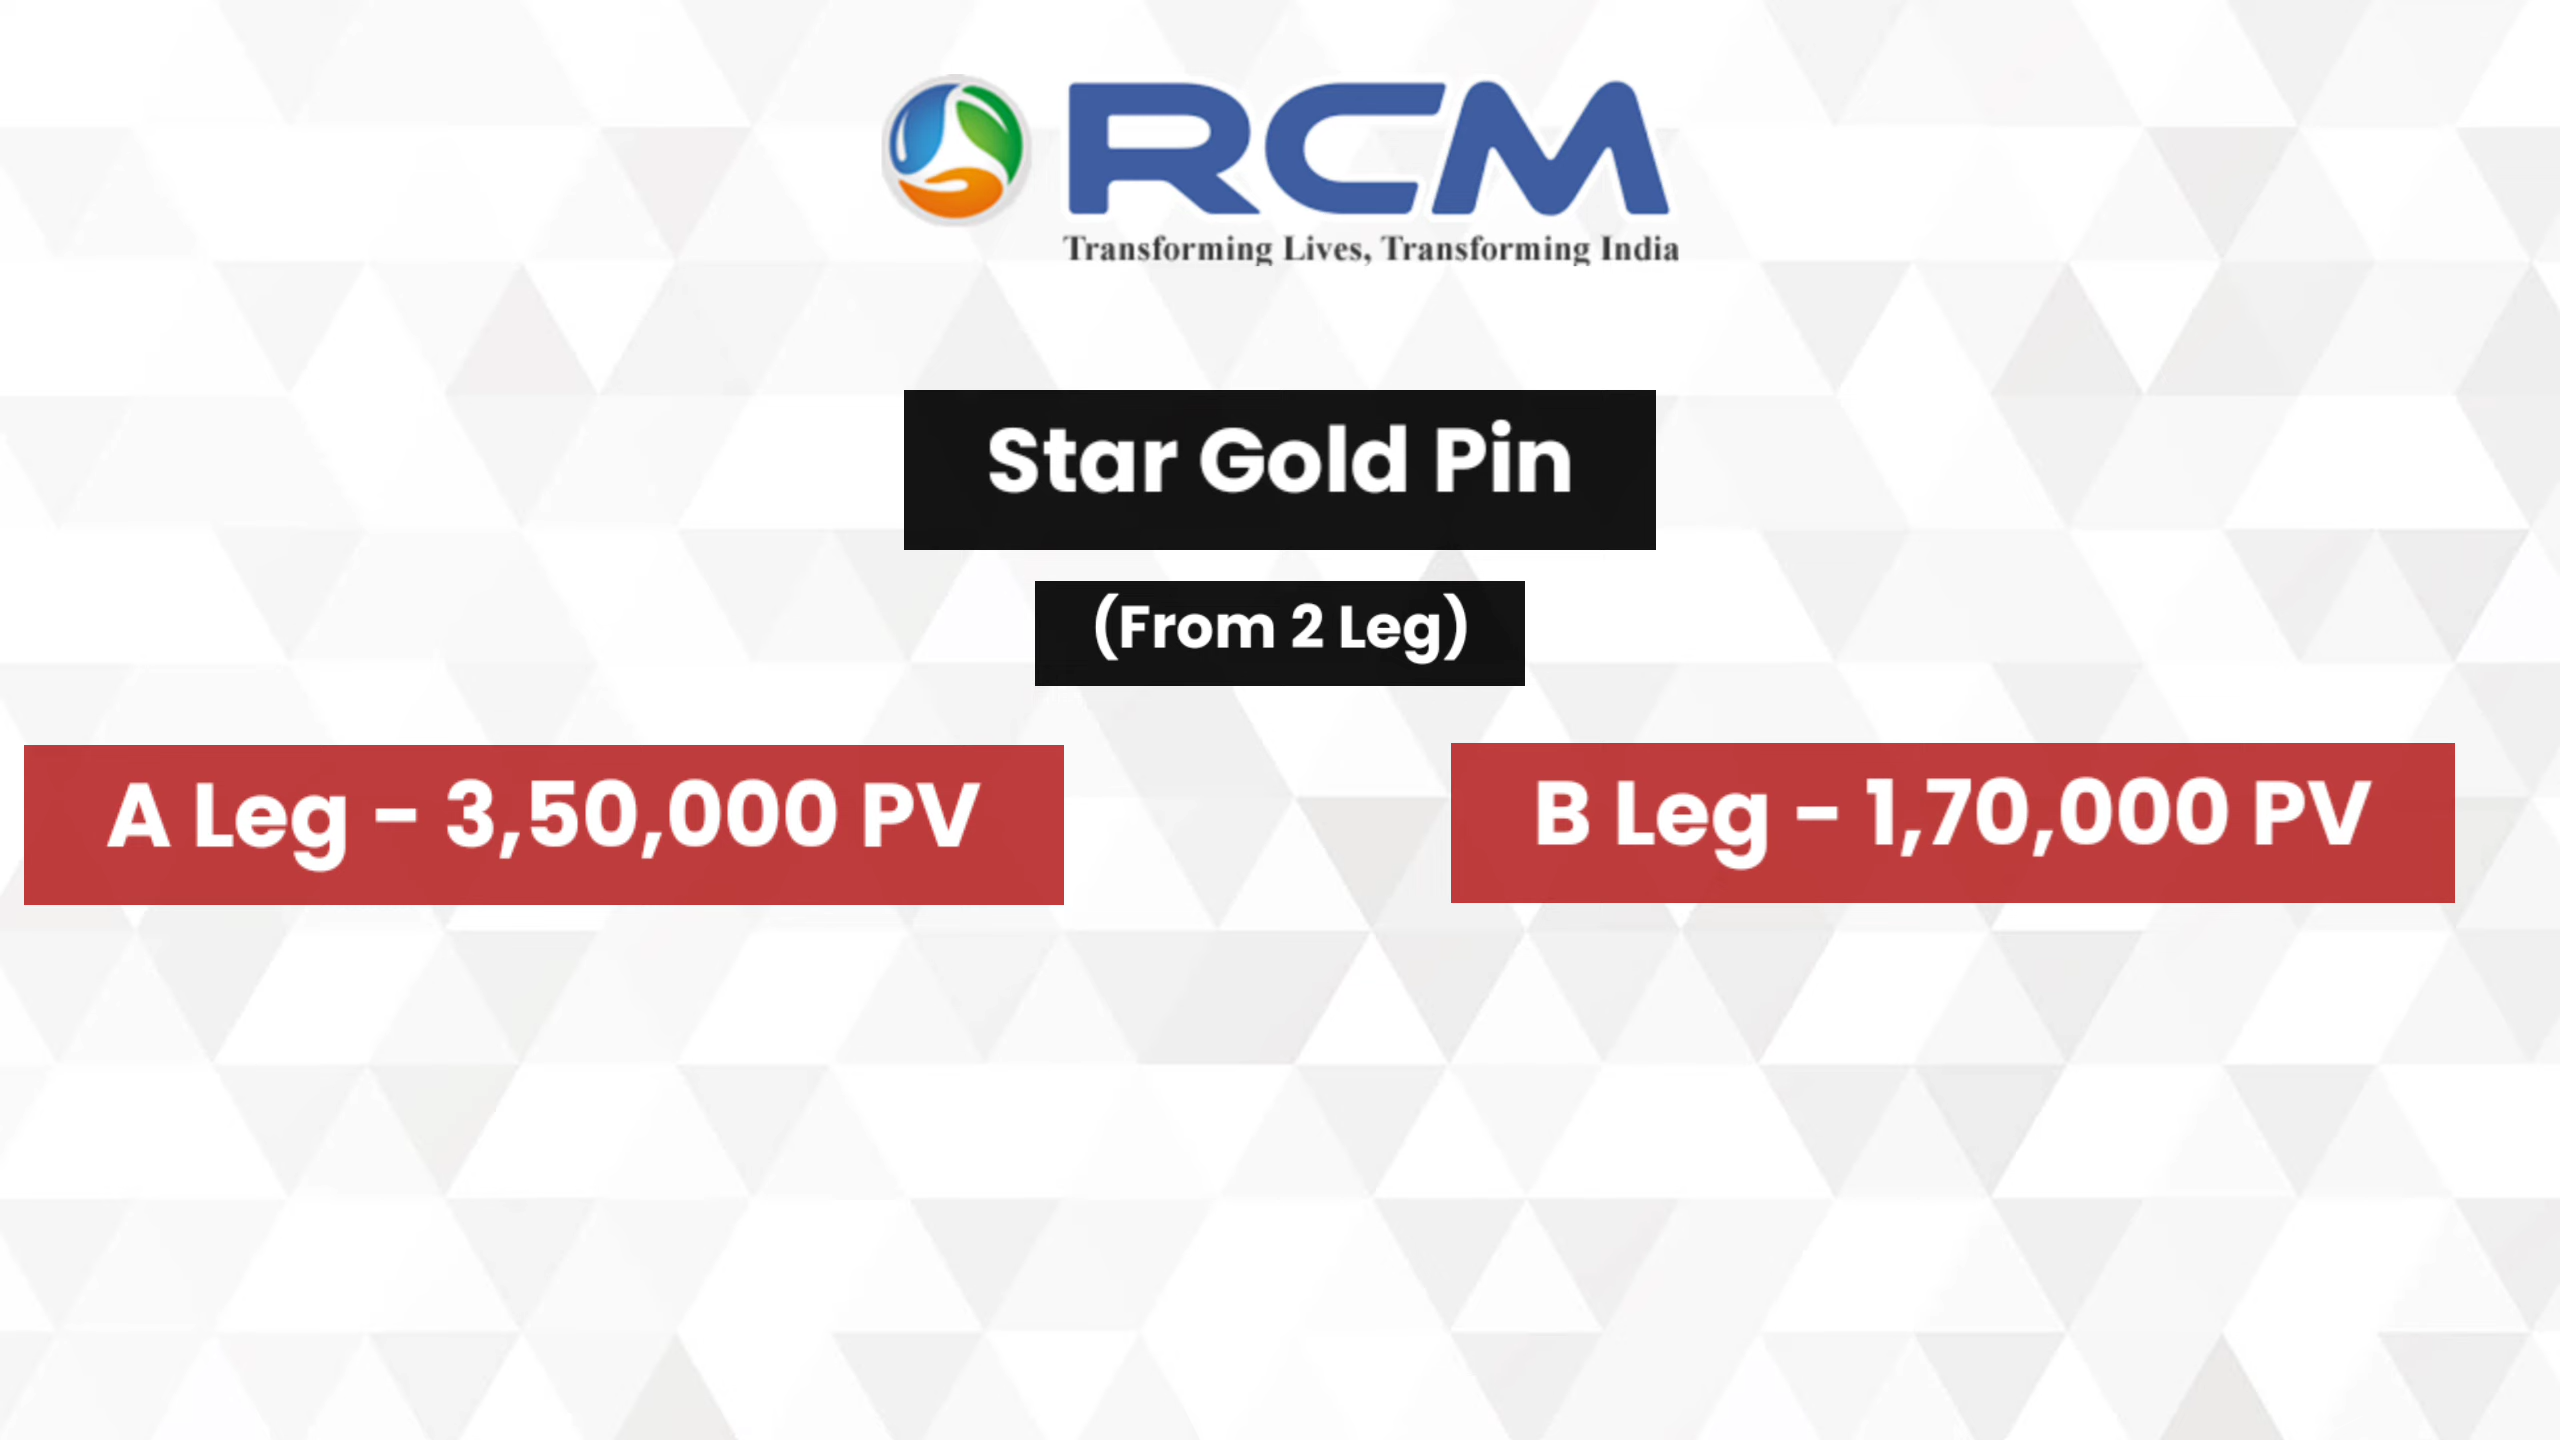 RCM
Transforming Lives, Transforming India
Star Gold Pin
(From 2 Leg)
A Leg - 3,50,000 PV
B Leg - 1,70,000 PV